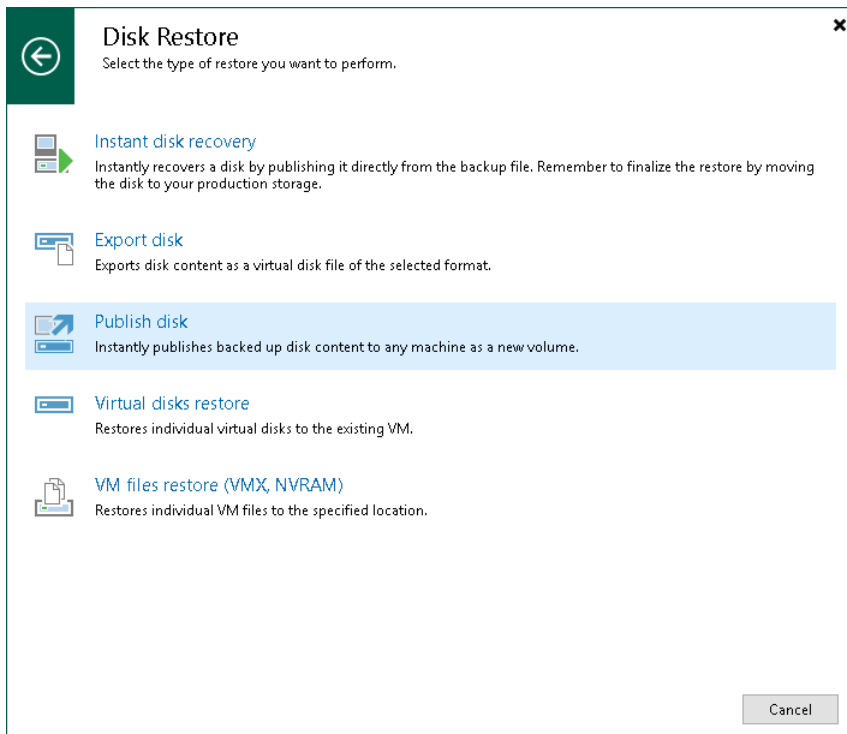 Disk Restore
Select the type of restore you want to perform.
Instant disk recovery
Instantly recovers a disk by publishing it directly from the backup file. Remember to finalize the restore by moving
the disk to your production storage.
Export disk
Exports disk content as a virtual disk file of the selected format.
Publish disk
Instantly publishes backed up disk content to any machine as a new volume.
Virtual disks restore
Restores individual virtual disks to the existing VM.
VM files restore (VMX, NVRAM)
Restores individual VM files to the specified location.
Cancel